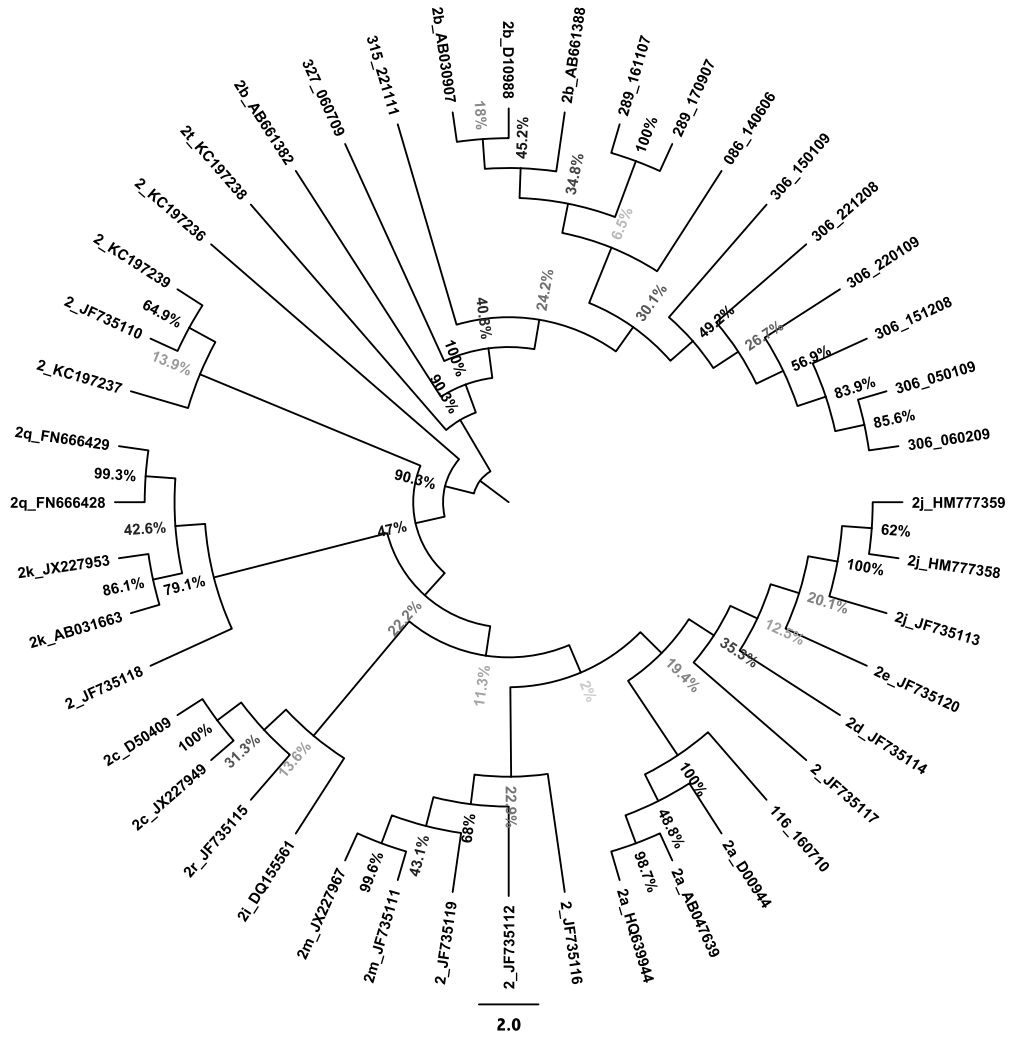 2b_AB030907
2b_D10988
2b_AB661388
289_161107
289_170907
086_140606
306_150109
306_221208
306_220109
306_151208
306_050109
306_060209
2j_HM777359
2j_HM777358
2j_JF735113
2e_JF735120
2d_JF735114
2_JF735117
116_160710
2a_D00944
2a_AB047639
2a_HQ639944
2_JF735116
2_JF735112
2_JF735119
2m_JF735111
2m_JX227967
2i_DQ155561
2r_JF735115
2c_JX227949
2c_D50409
2_JF735118
2k_AB031663
2k_JX227953
2q_FN666428
2q_FN666429
2_KC197237
2_JF735110
2_KC197239
2_KC197236
2t_KC197238
2b_AB661382
327_060709
315_221111
18%
45.2%
34.8%
100%
6.5%
24.2%
30.1%
49.2%
26.7%
56.9%
83.9%
85.6%
40.3%
100%
90.3%
90.3%
47%
64.9%
13.9%
99.3%
42.6%
86.1%
79.1%
22.2%
100%
31.3%
13.6%
11.3%
2%
22.9%
68%
43.1%
99.6%
100%
48.8%
98.7%
19.4%
35.3%
12.5%
20.1%
100%
62%
2.0